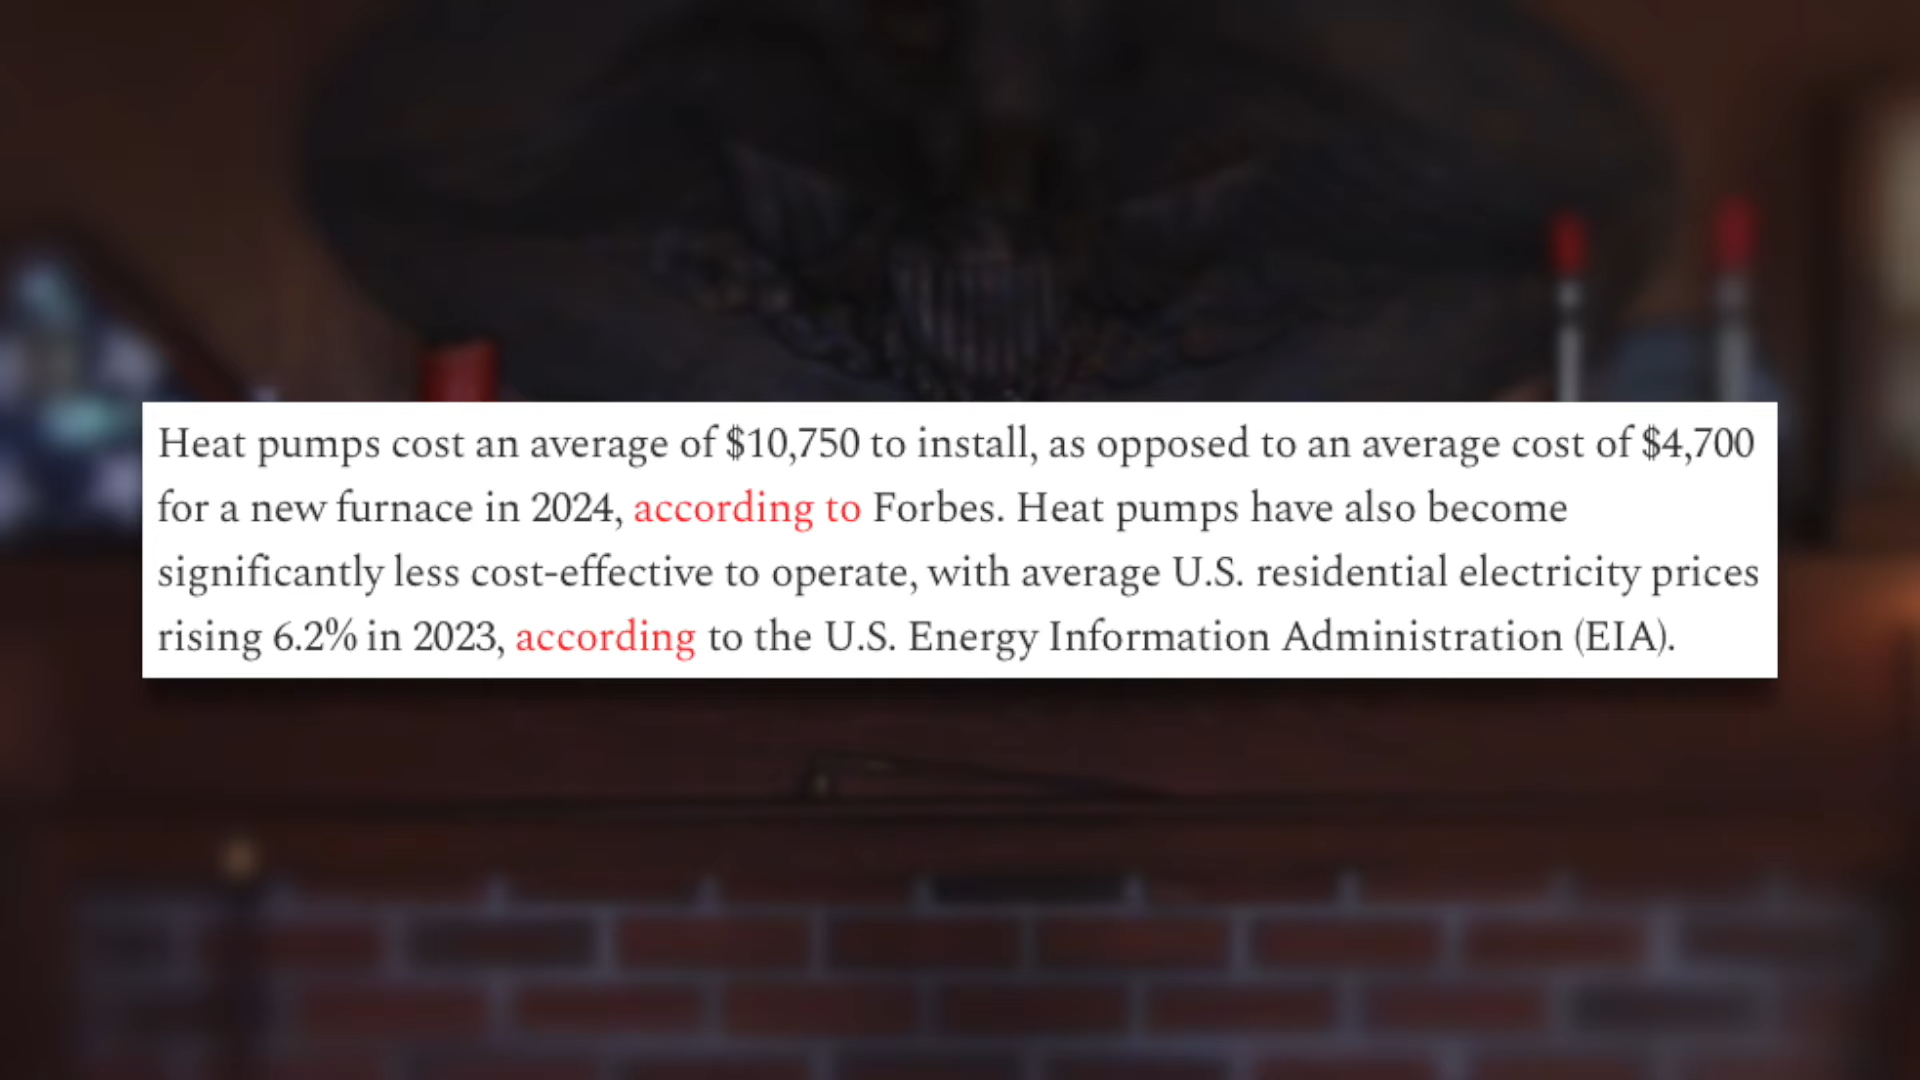 Heat pumps cost an average of $10,750 to install, as opposed to an average cost of $4,700
for a new furnace in 2024, according to Forbes. Heat pumps have also become
significantly less cost-effective to operate, with average U.S. residential electricity prices
rising 6.2% in 2023, according to the U.S. Energy Information Administration (EIA).